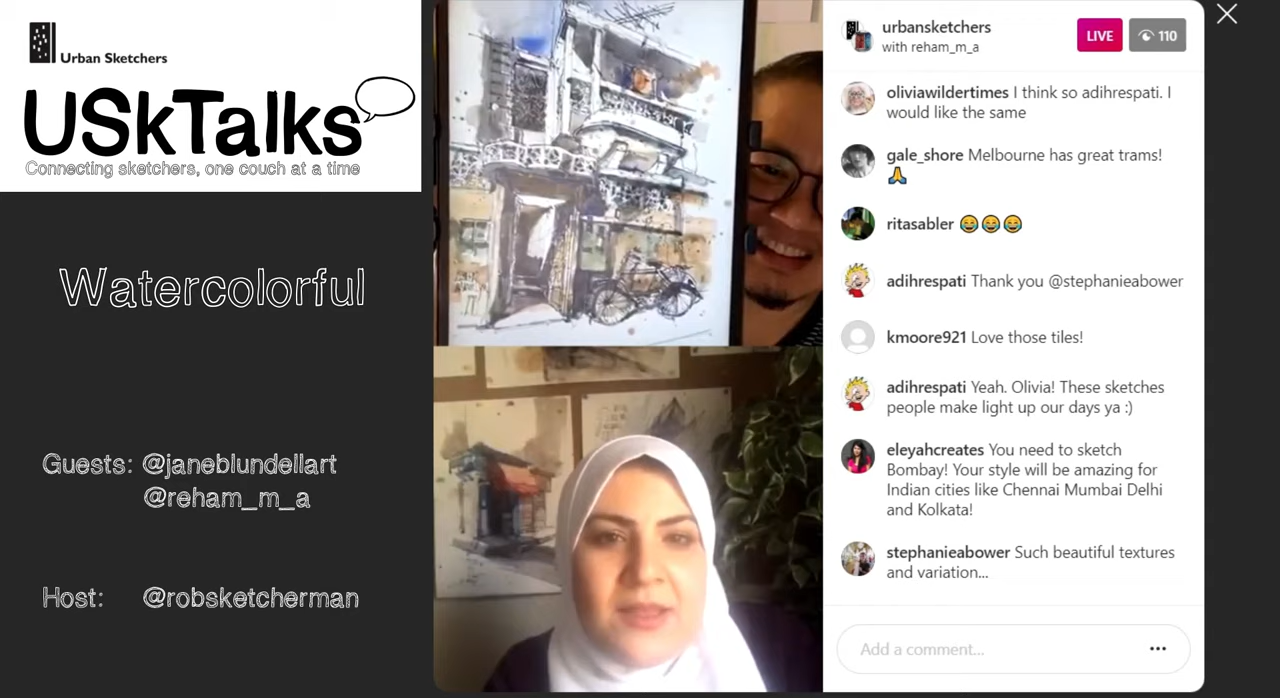 Urban Sketchers
USkTalks
Connecting sketchers, one couch at a time
Watercolorful
Guests: @janeblundellart
@reham_m_a
Host: @robsketcherman
urbansketchers
with reham_m_a
LIVE
110
oliviawildertimes I think so adihrespati. I
would like the same
gale_shore Melbourne has great trams!
🙏
ritasabler 😂😂😂
adihrespati Thank you @stephanieabower
kmoore921 Love those tiles!
adihrespati Yeah. Olivia! These sketches
people make light up our days ya :)
eleyahcreates You need to sketch
Bombay! Your style will be amazing for
Indian cities like Chennai Mumbai Delhi
and Kolkata!
stephanieabower Such beautiful textures
and variation...
Add a comment...